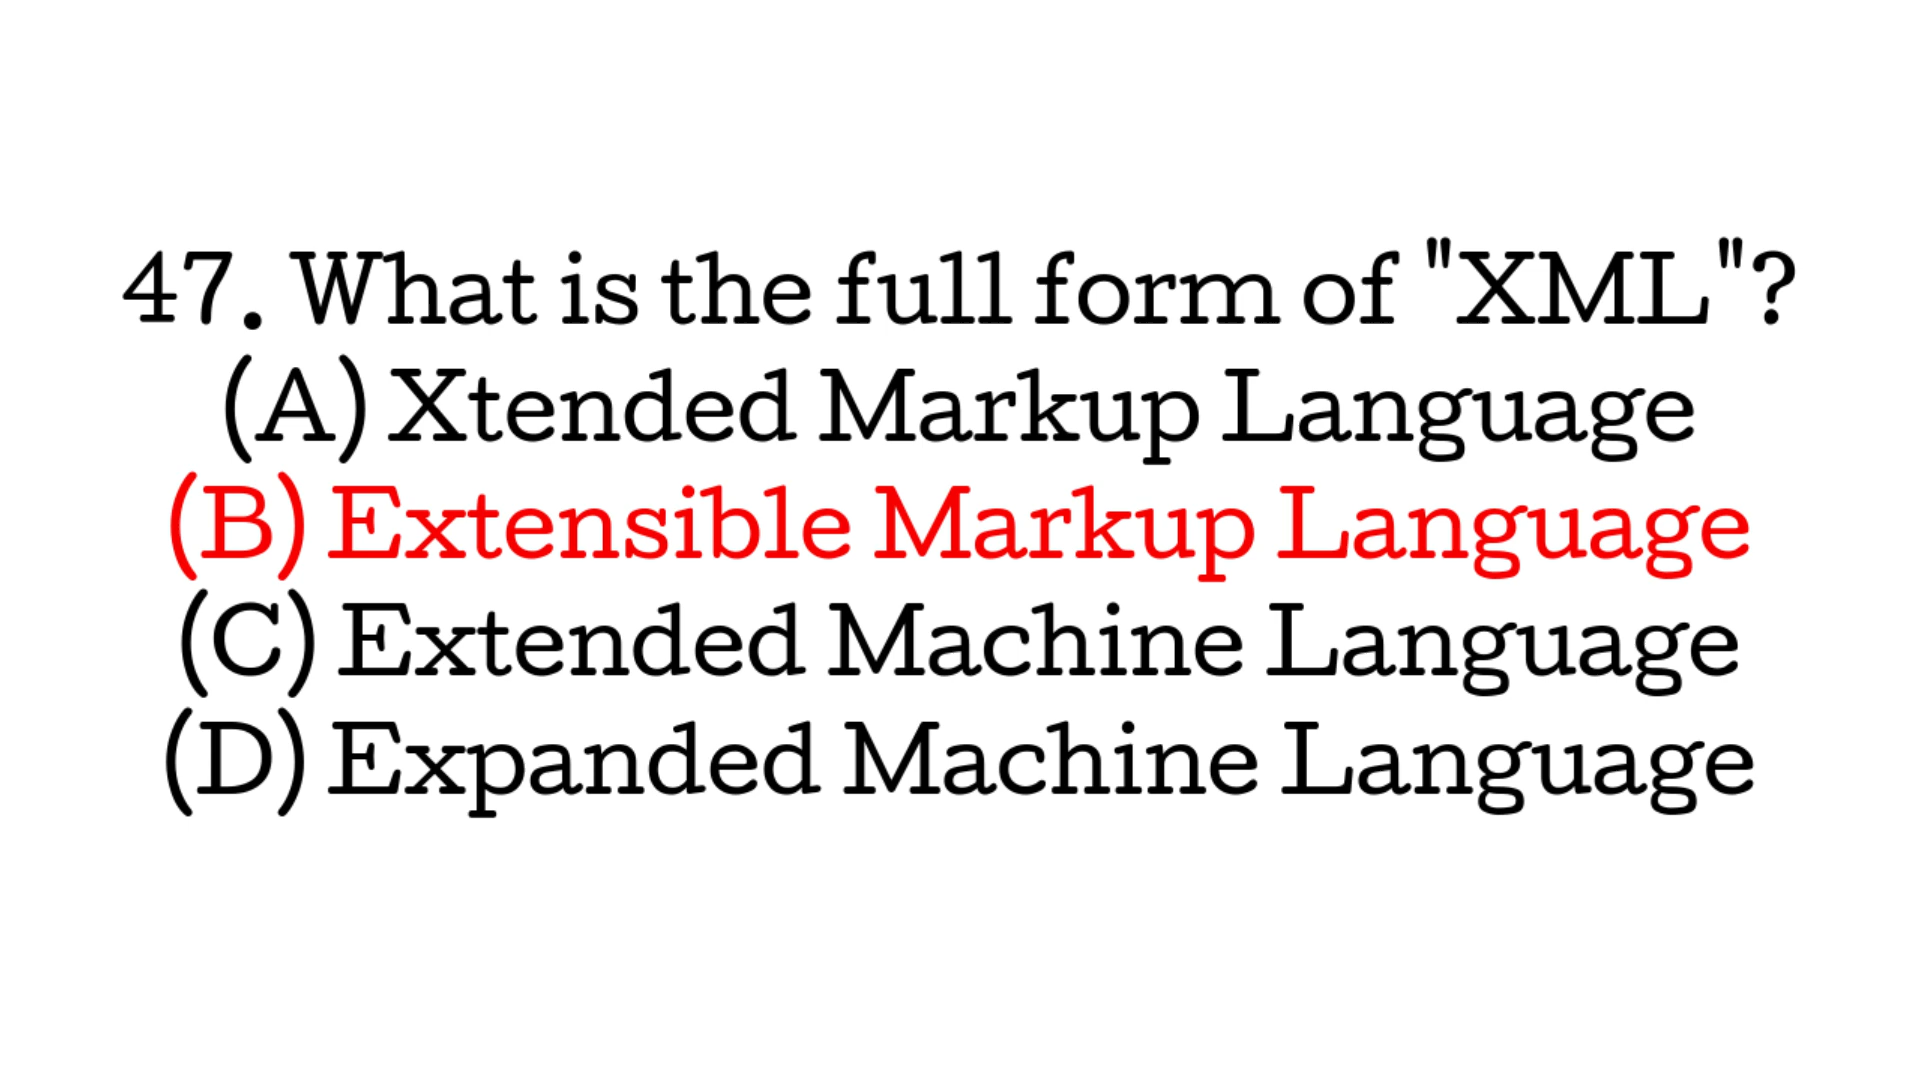 47. What is the full form of "XML"?
(A) Xtended Markup Language
(B) Extensible Markup Language
(C) Extended Machine Language
(D) Expanded Machine Language